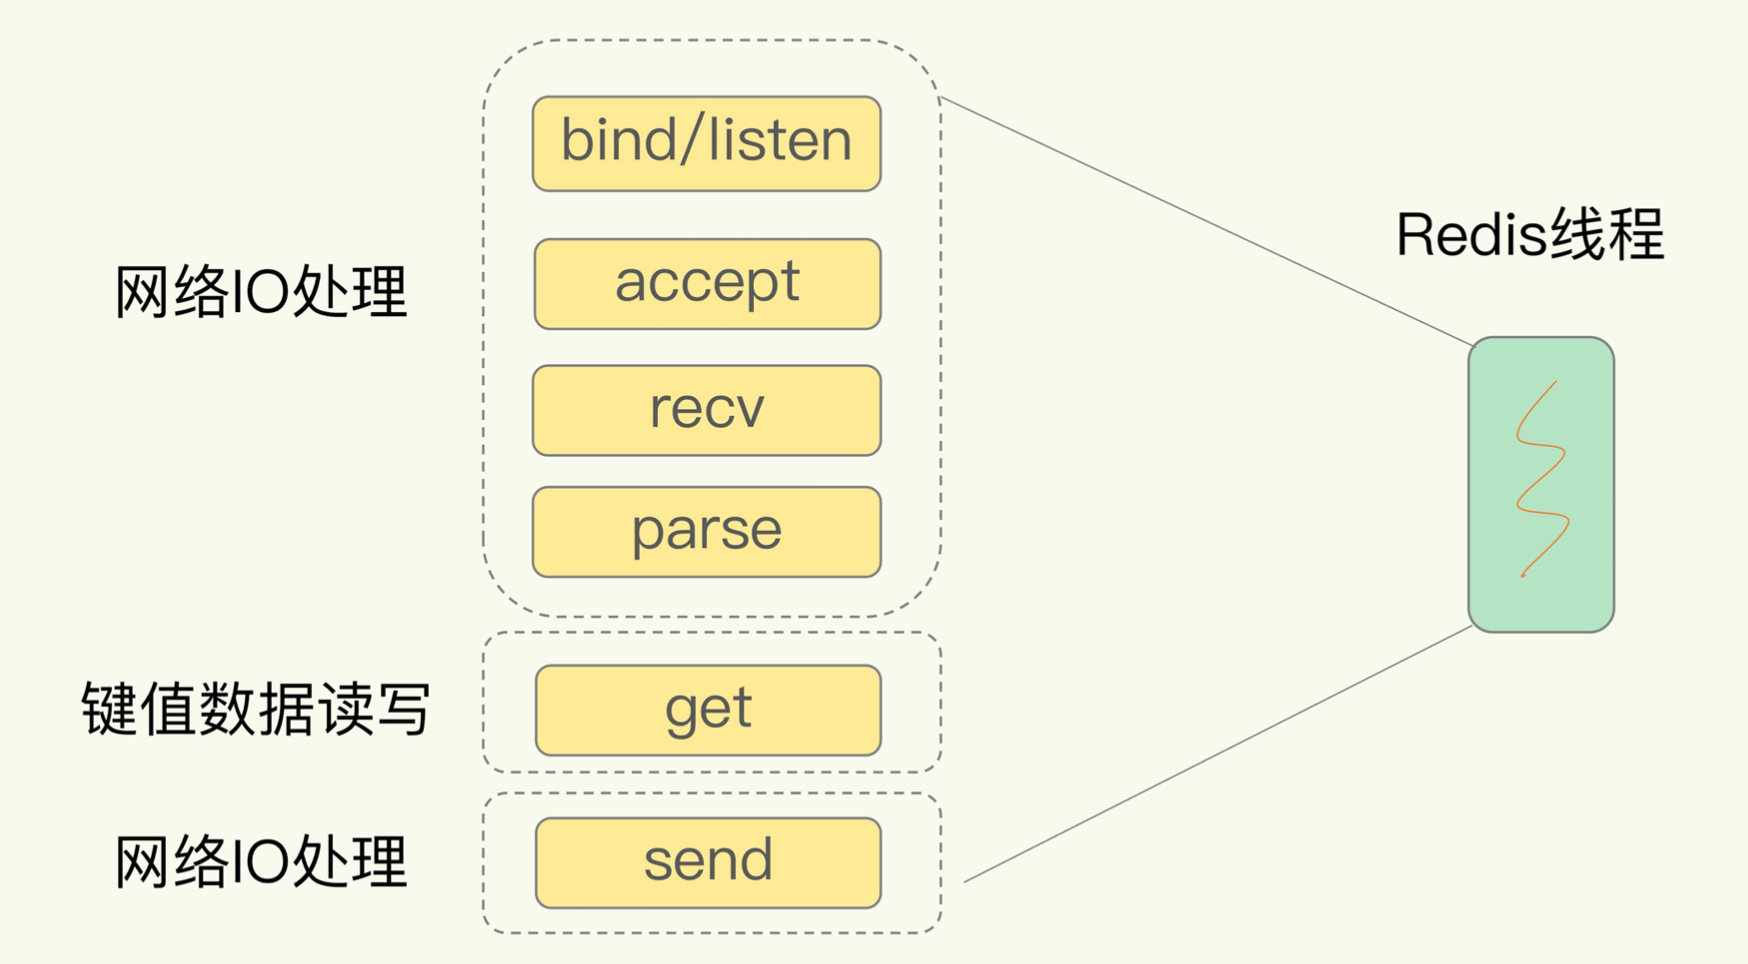 bind/listen
accept
网络IO处理
recv
parse
Redis线程
键值数据读写
get
网络IO处理
send